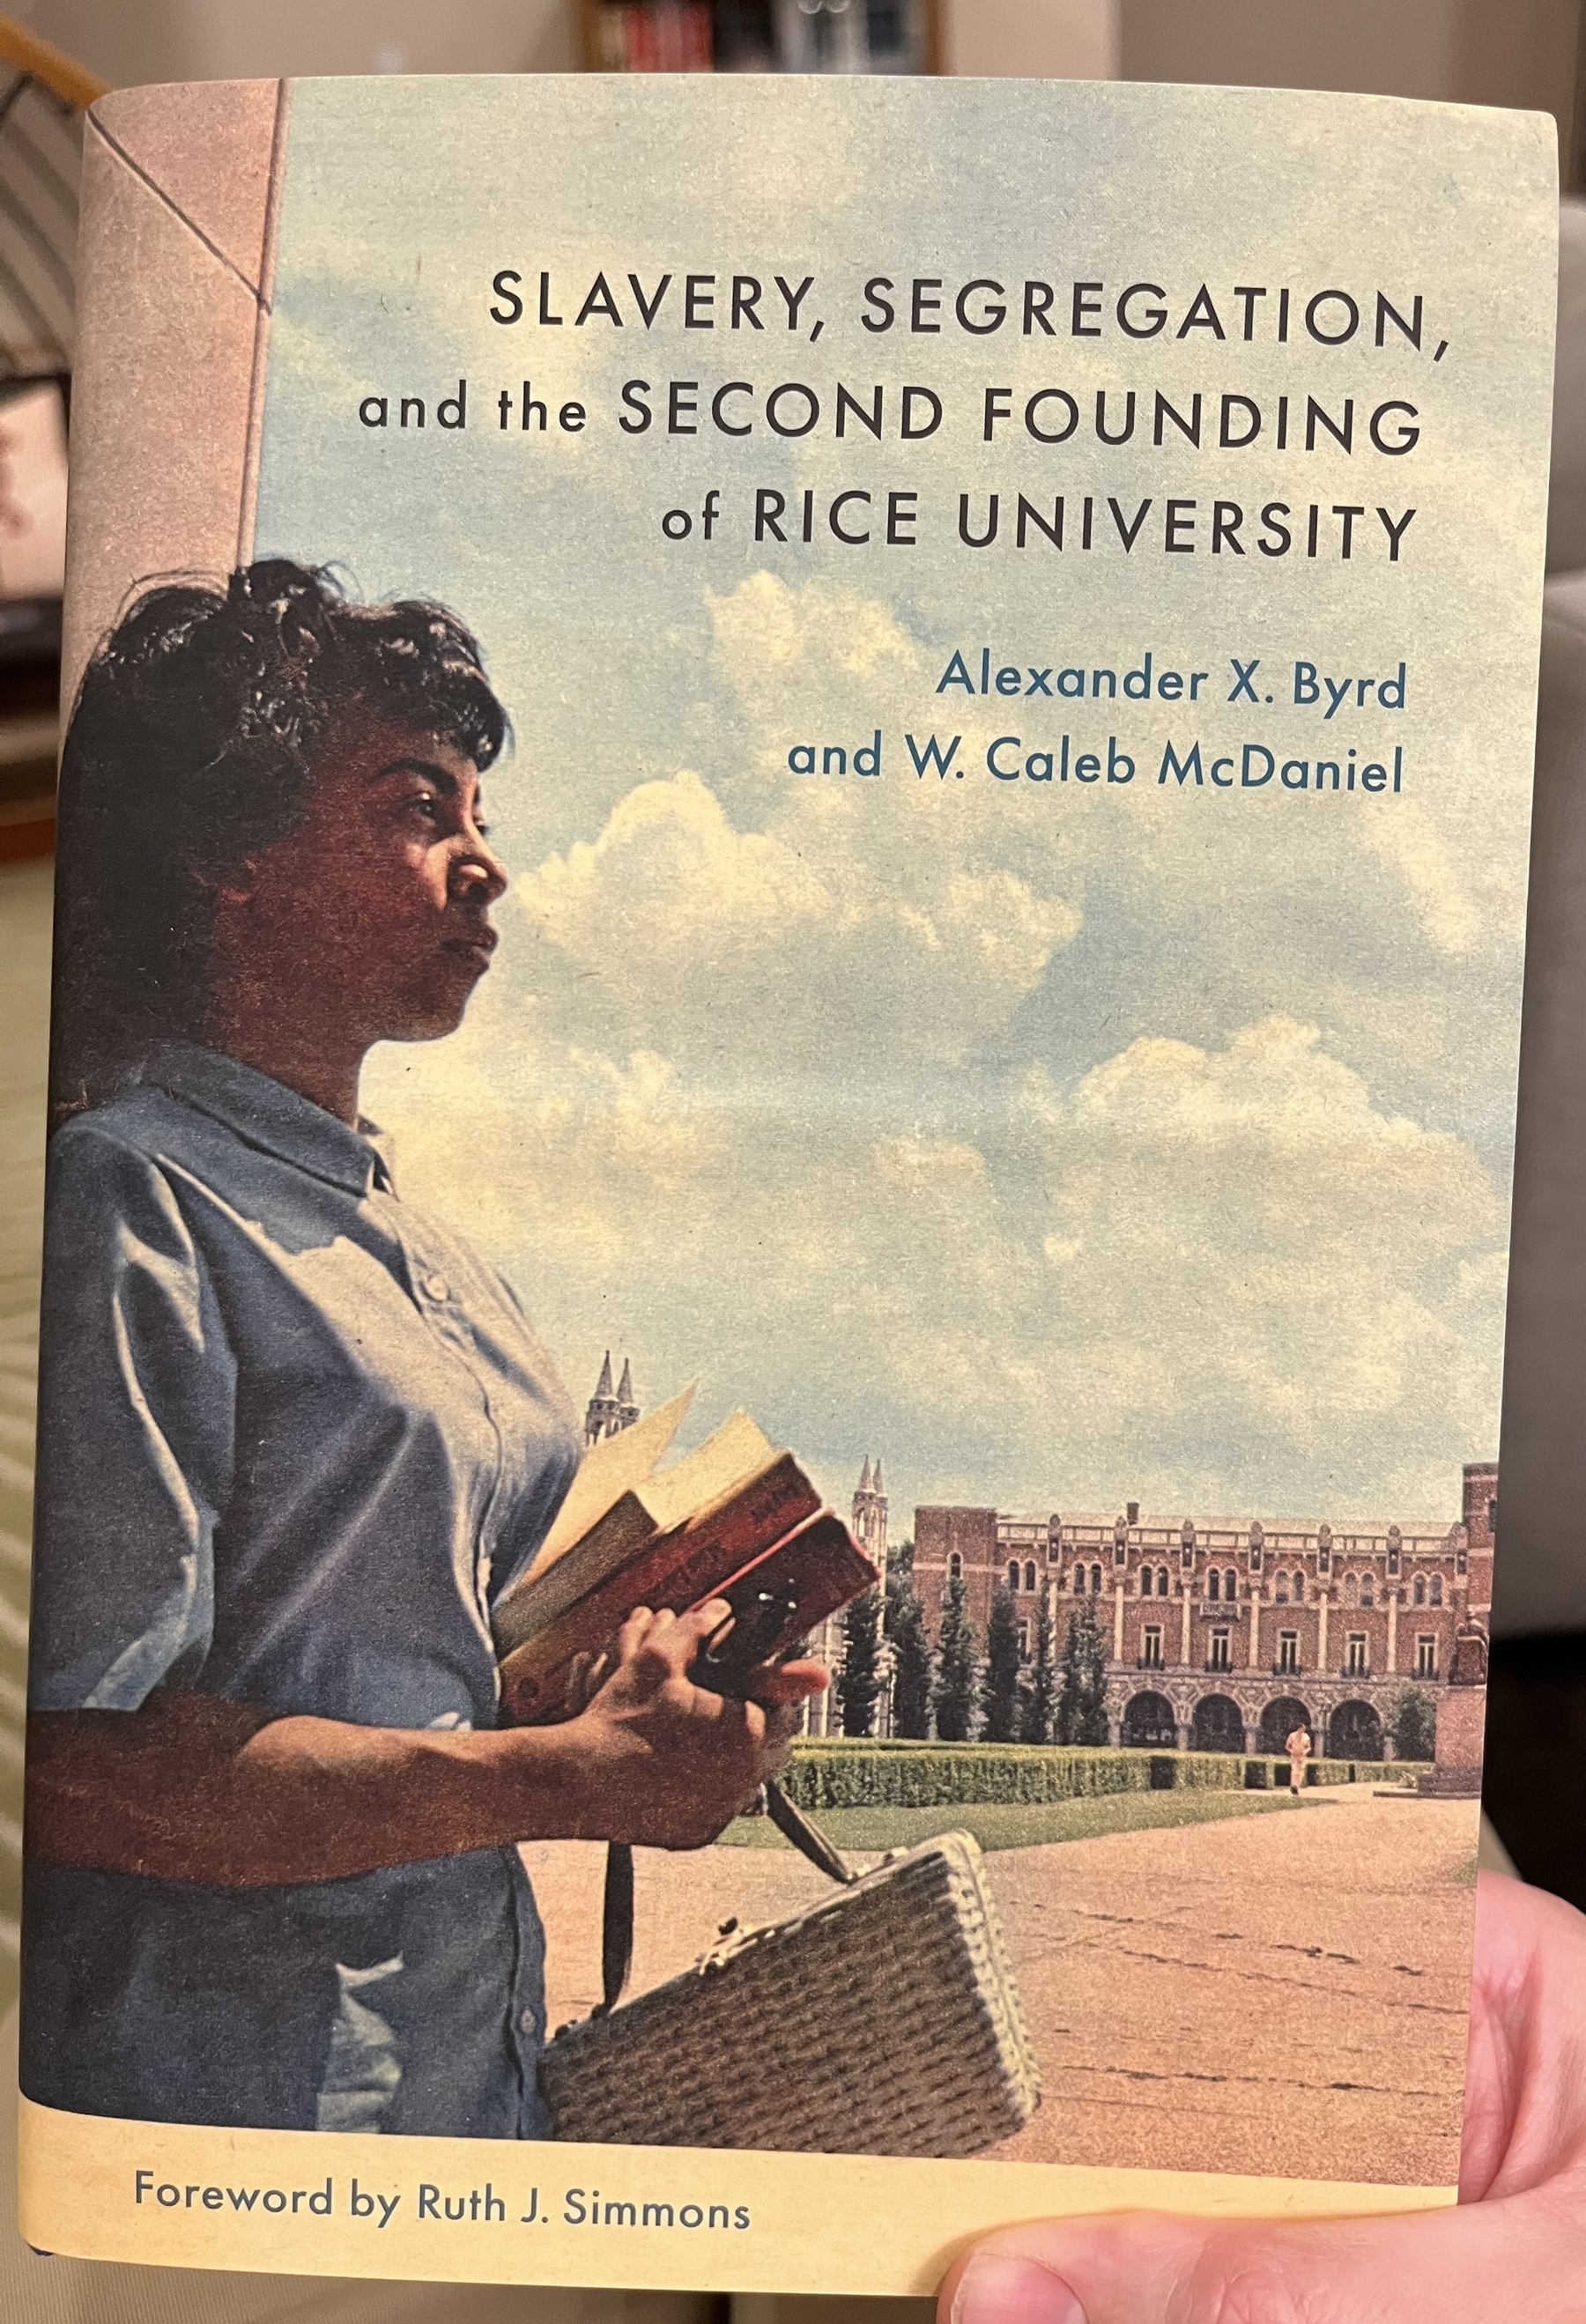 SLAVERY, SEGREGATION,
and the SECOND FOUNDING
of RICE UNIVERSITY
Alexander X. Byrd
and W. Caleb McDaniel
Foreword by Ruth J. Simmons